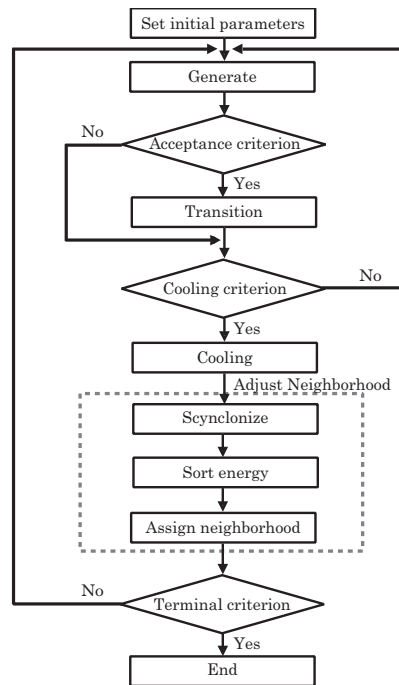 Set initial parameters
Generate
No
Acceptance criterion
Yes
Transition
Cooling criterion
No
Yes
Cooling
Adjust Neighborhood
Scynclonize
Sort energy
Assign neighborhood
No
Terminal criterion
Yes
End